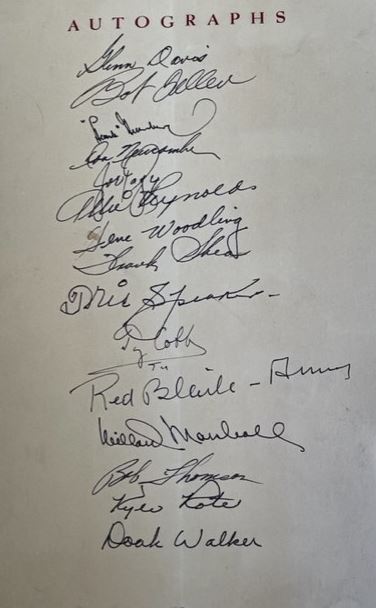 AUTOGRAPHS
Glenn Davis
Bob Feller
Don Newcombe
Allie Reynolds
Gene Woodling
Frank Shea
Tris Speaker
Ty Cobb
Red Blaik - Army
Willard Marshall
Bob Thomson
Kyle Rote
Doak Walker